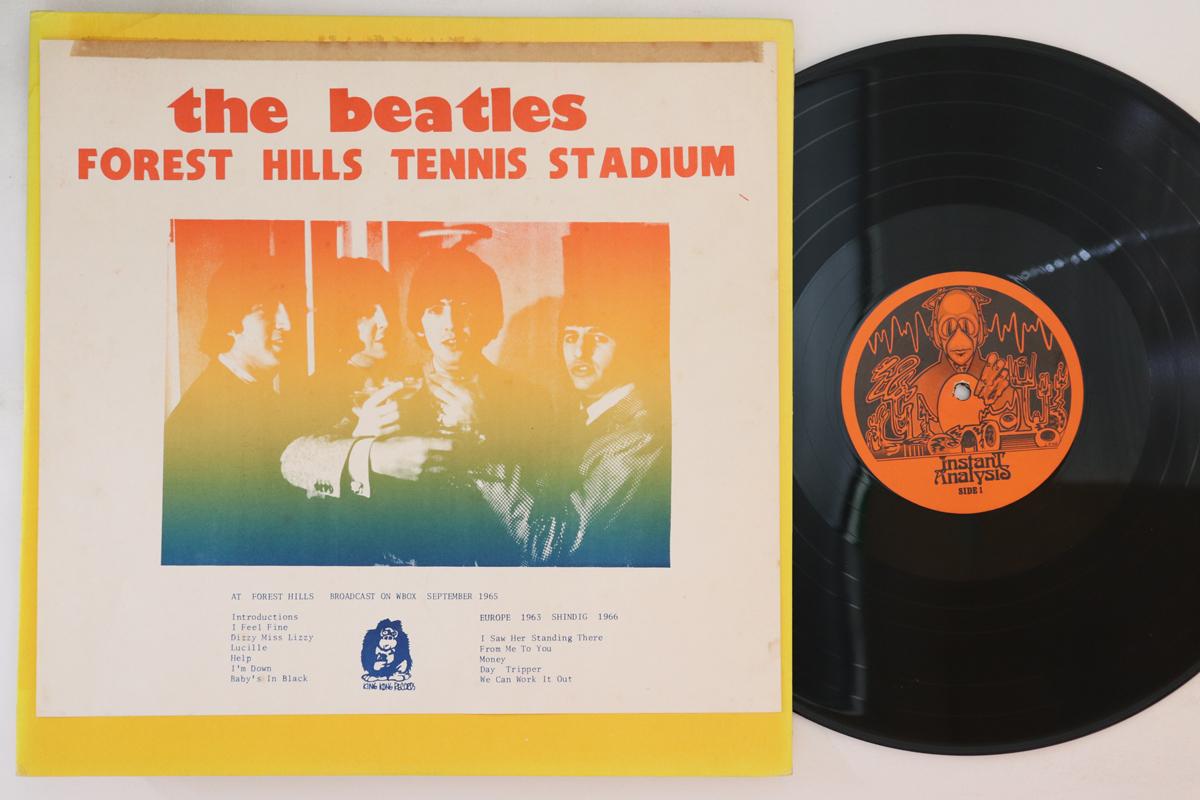 the beatles
FOREST HILLS TENNIS STADIUM
AT FOREST HILLS BROADCAST ON WBOX SEPTEMBER 1965
Introductions
I Feel Fine
Dizzy Miss Lizzy
Lucille
Help
I'm Down
Baby's In Black
KING KONG RECORDS
EUROPE 1963 SHINDIG 1966
I Saw Her Standing There
From Me To You
Money
Day Tripper
We Can Work It Out
Instant
Analysis
SIDE 1